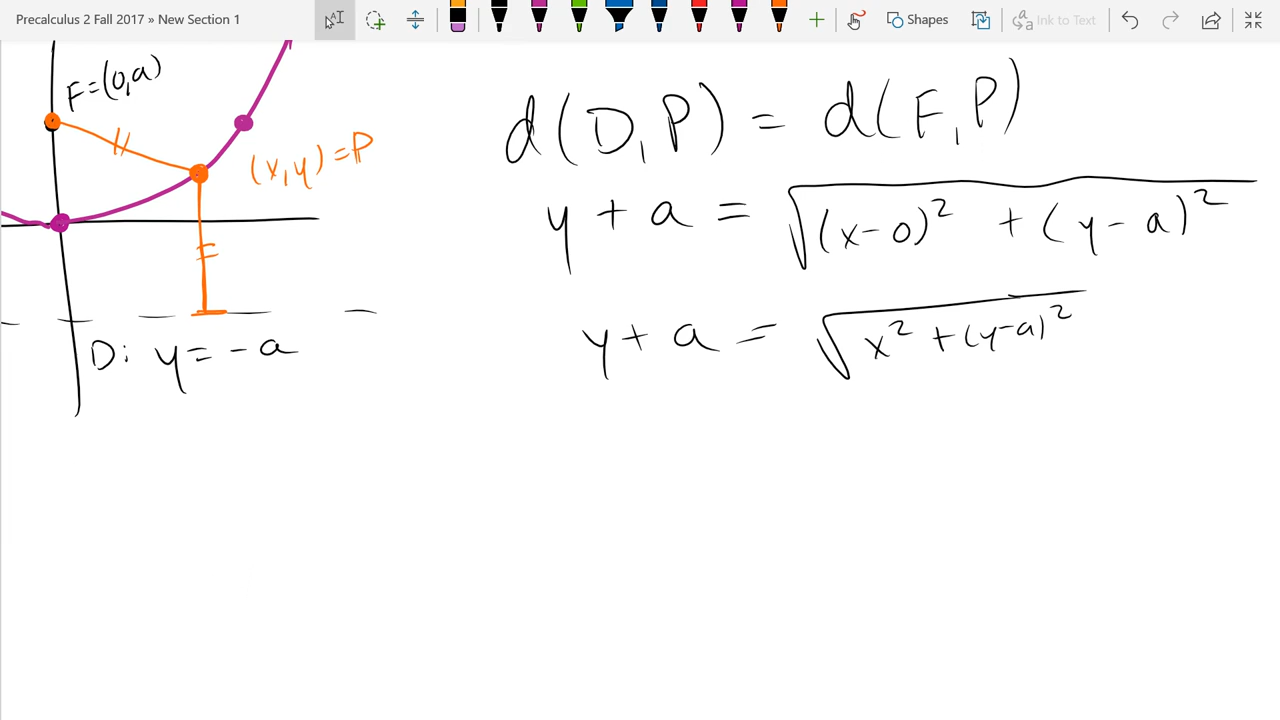 Precalculus 2 Fall 2017 » New Section 1
Shapes
Ink to Text
F=(0,a)
(x,y)=P
D: y=-a
d(D,P) = d(F,P)
y + a = √((x-0)² + (y-a)²)
y + a = √(x² + (y-a)²)